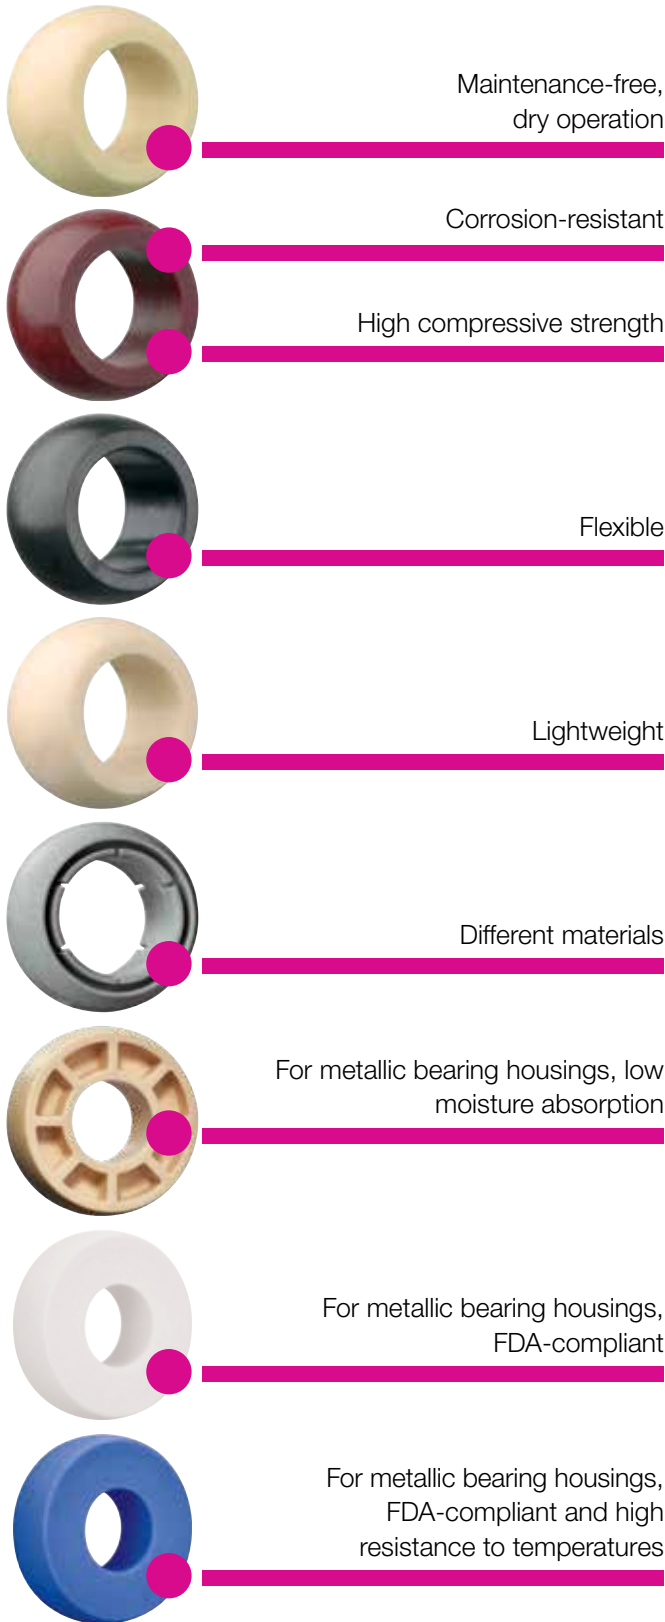 Maintenance-free,
dry operation
Corrosion-resistant
High compressive strength
Flexible
Lightweight
Different materials
For metallic bearing housings, low
moisture absorption
For metallic bearing housings,
FDA-compliant
For metallic bearing housings,
FDA-compliant and high
resistance to temperatures